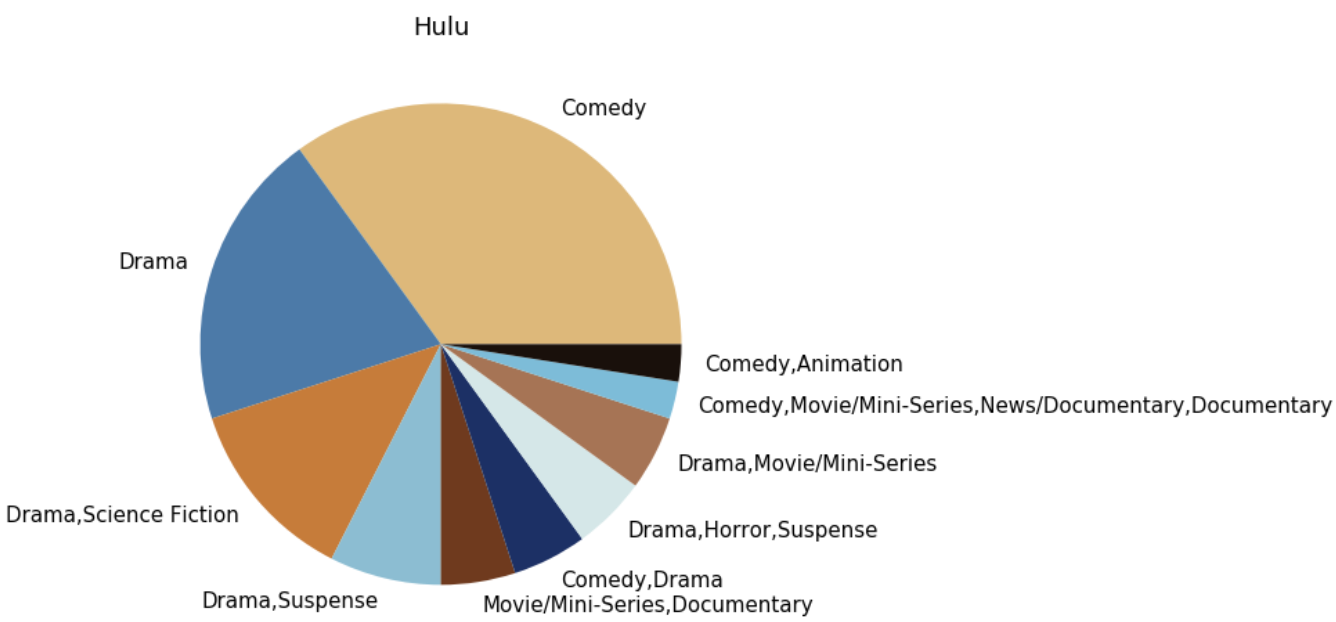 Hulu
Comedy
Drama
Drama,Science Fiction
Drama,Suspense
Movie/Mini-Series,Documentary
Comedy,Drama
Drama,Horror,Suspense
Drama,Movie/Mini-Series
Comedy,Movie/Mini-Series,News/Documentary,Documentary
Comedy,Animation